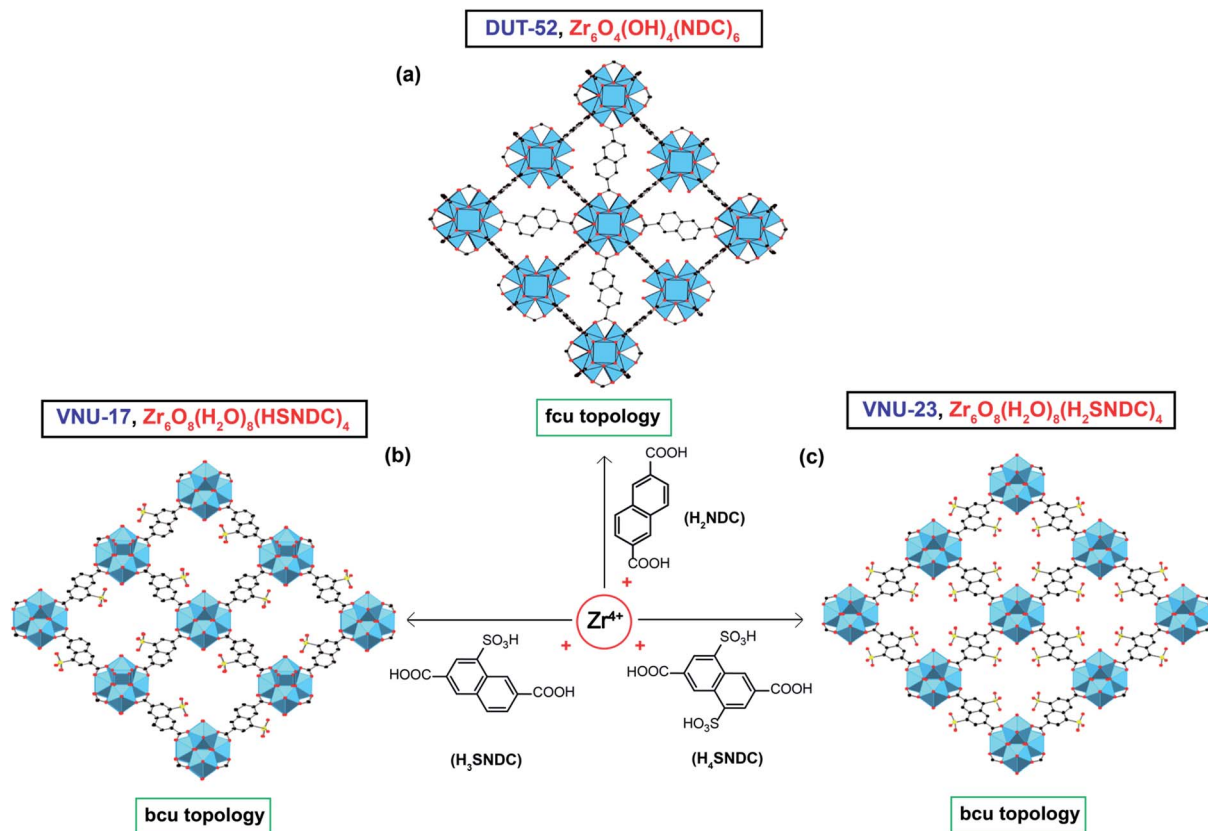 DUT-52, Zr₆O₄(OH)₄(NDC)₆
(a)
fcu topology
VNU-17, Zr₆O₈(H₂O)₈(HSNDC)₄
VNU-23, Zr₆O₈(H₂O)₈(H₂SNDC)₄
(b)
(c)
COOH
(H₂NDC)
COOH
+
Zr⁴⁺
+
+
SO₃H
HOOC
COOH
(H₃SNDC)
SO₃H
HOOC
COOH
HO₃S
(H₄SNDC)
bcu topology
bcu topology